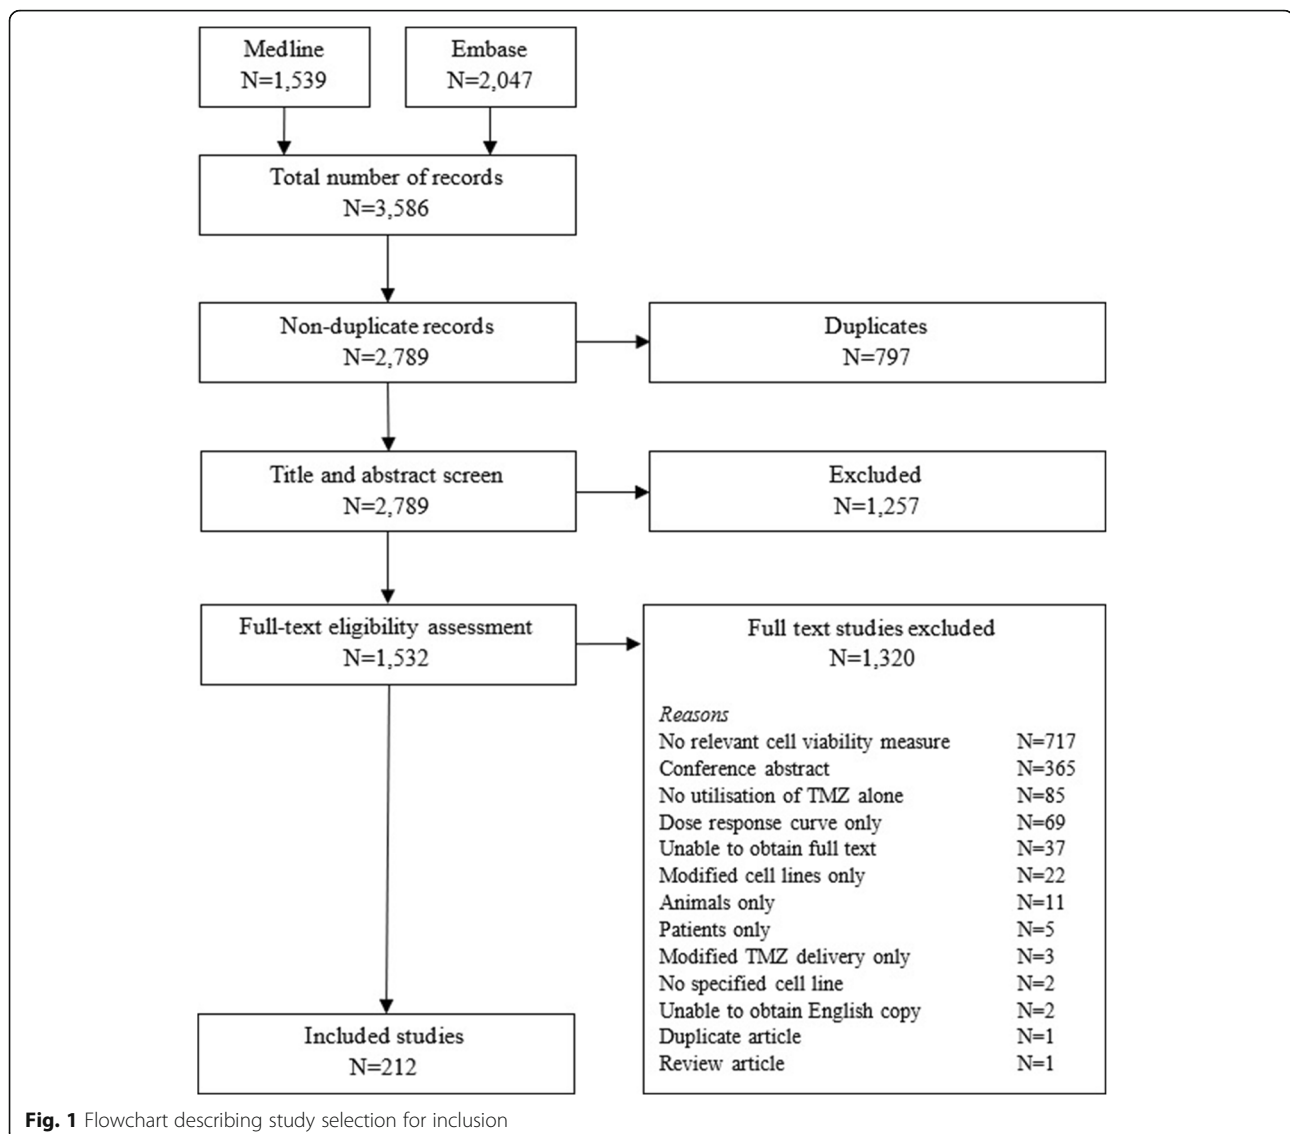 Medline
N=1,539
Embase
N=2,047
Total number of records
N=3,586
Non-duplicate records
N=2,789
Duplicates
N=797
Title and abstract screen
N=2,789
Excluded
N=1,257
Full-text eligibility assessment
N=1,532
Full text studies excluded
N=1,320
Reasons
No relevant cell viability measure N=717
Conference abstract N=365
No utilisation of TMZ alone N=85
Dose response curve only N=69
Unable to obtain full text N=37
Modified cell lines only N=22
Animals only N=11
Patients only N=5
Modified TMZ delivery only N=3
No specified cell line N=2
Unable to obtain English copy N=2
Duplicate article N=1
Review article N=1
Included studies
N=212
Fig. 1 Flowchart describing study selection for inclusion